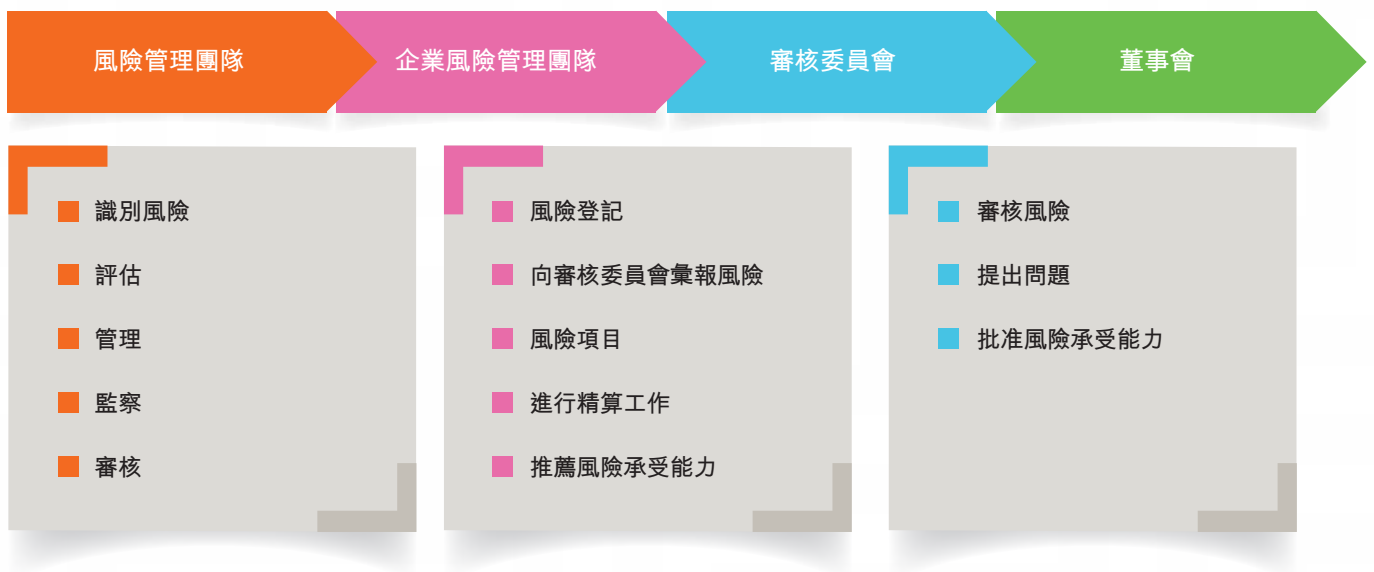 風險管理團隊
企業風險管理團隊
審核委員會
董事會
識別風險
評估
管理
監察
審核
風險登記
向審核委員會彙報風險
風險項目
進行精算工作
推薦風險承受能力
審核風險
提出問題
批准風險承受能力